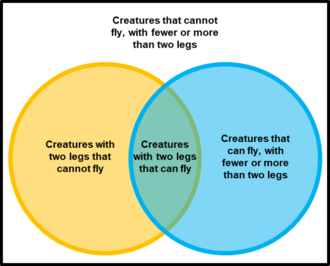 Creatures that cannot
fly, with fewer or more
than two legs
Creatures with
two legs that
cannot fly
Creatures
with two legs
that can fly
Creatures that
can fly, with
fewer or more
than two legs